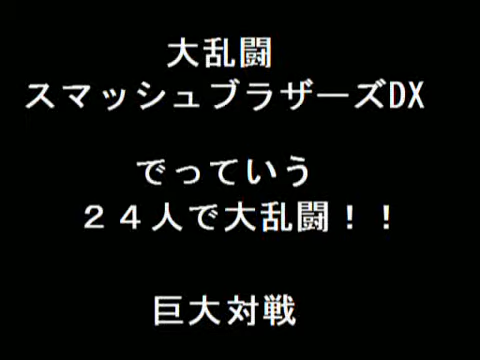 大乱闘
スマッシュブラザーズDX
でっていう
２４人で大乱闘！！
巨大対戦